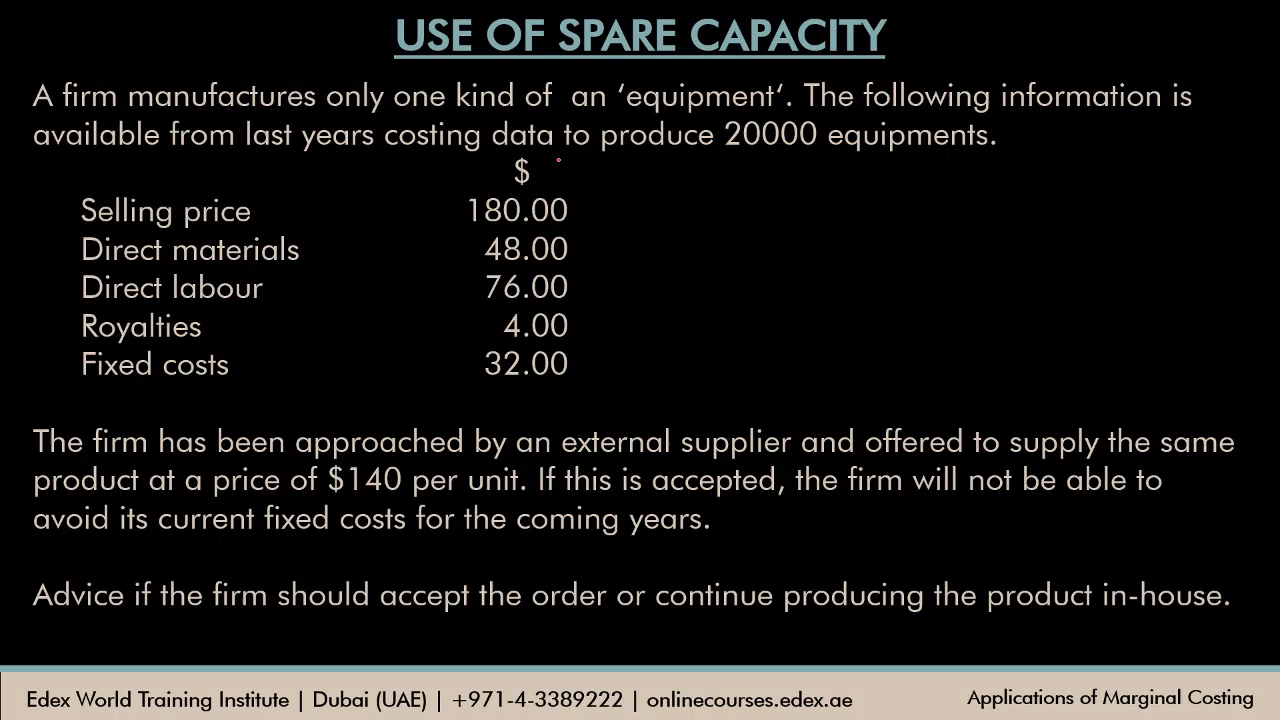 USE OF SPARE CAPACITY
A firm manufactures only one kind of  an ‘equipment‘. The following information is
available from last years costing data to produce 20000 equipments.
$
Selling price 180.00
Direct materials 48.00
Direct labour 76.00
Royalties 4.00
Fixed costs 32.00
The firm has been approached by an external supplier and offered to supply the same
product at a price of $140 per unit. If this is accepted, the firm will not be able to
avoid its current fixed costs for the coming years.
Advice if the firm should accept the order or continue producing the product in-house.
Edex World Training Institute | Dubai (UAE) | +971-4-3389222 | onlinecourses.edex.ae Applications of Marginal Costing